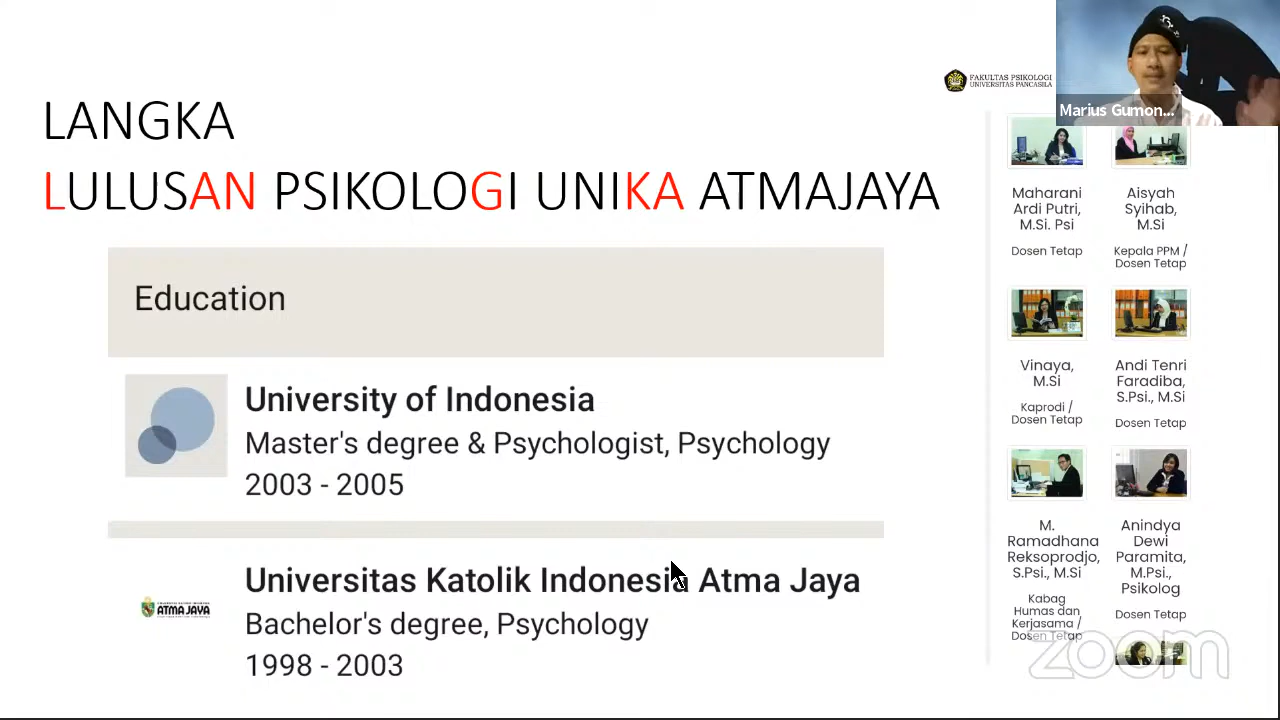 LANGKA
LULUSAN PSIKOLOGI UNIKA ATMAJAYA
FAKULTAS PSIKOLOGI
UNIVERSITAS PANCASILA
Marius Gumon...
Education
University of Indonesia
Master's degree & Psychologist, Psychology
2003 - 2005
Universitas Katolik Indonesia Atma Jaya
Bachelor's degree, Psychology
1998 - 2003
ATMA JAYA
Maharani
Ardi Putri,
M.Si. Psi
Dosen Tetap
Aisyah
Syihab,
M.Si
Kepala PPM /
Dosen Tetap
Vinaya,
M.Si
Kaprodi /
Dosen Tetap
Andi Tenri
Faradiba,
S.Psi., M.Si
Dosen Tetap
M.
Ramadhana
Reksoprodjo,
S.Psi., M.Si
Kabag
Humas dan
Kerjasama /
Dosen Tetap
Anindya
Dewi
Paramita,
M.Psi.,
Psikolog
Dosen Tetap
zoom